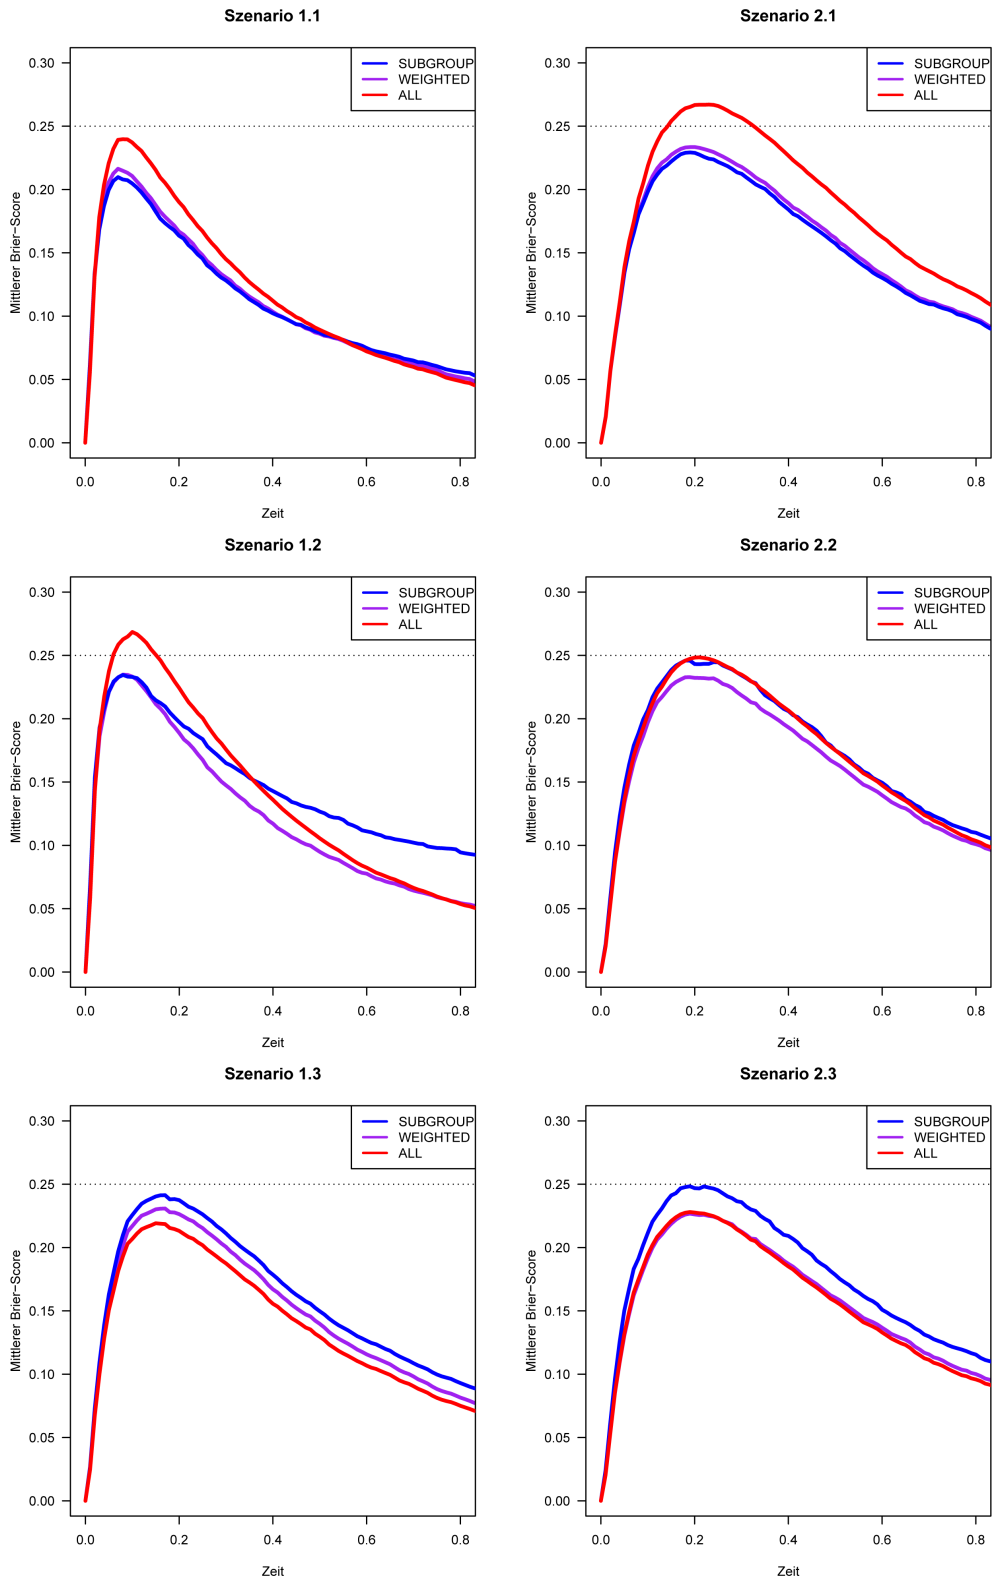 Szenario 1.1
SUBGROUP
WEIGHTED
ALL
0.30
0.25
0.20
0.15
0.10
0.05
0.00
Mittlerer Brier−Score
0.0 0.2 0.4 0.6 0.8
Zeit
Szenario 2.1
SUBGROUP
WEIGHTED
ALL
0.30
0.25
0.20
0.15
0.10
0.05
0.00
Mittlerer Brier−Score
0.0 0.2 0.4 0.6 0.8
Zeit
Szenario 1.2
SUBGROUP
WEIGHTED
ALL
0.30
0.25
0.20
0.15
0.10
0.05
0.00
Mittlerer Brier−Score
0.0 0.2 0.4 0.6 0.8
Zeit
Szenario 2.2
SUBGROUP
WEIGHTED
ALL
0.30
0.25
0.20
0.15
0.10
0.05
0.00
Mittlerer Brier−Score
0.0 0.2 0.4 0.6 0.8
Zeit
Szenario 1.3
SUBGROUP
WEIGHTED
ALL
0.30
0.25
0.20
0.15
0.10
0.05
0.00
Mittlerer Brier−Score
0.0 0.2 0.4 0.6 0.8
Zeit
Szenario 2.3
SUBGROUP
WEIGHTED
ALL
0.30
0.25
0.20
0.15
0.10
0.05
0.00
Mittlerer Brier−Score
0.0 0.2 0.4 0.6 0.8
Zeit